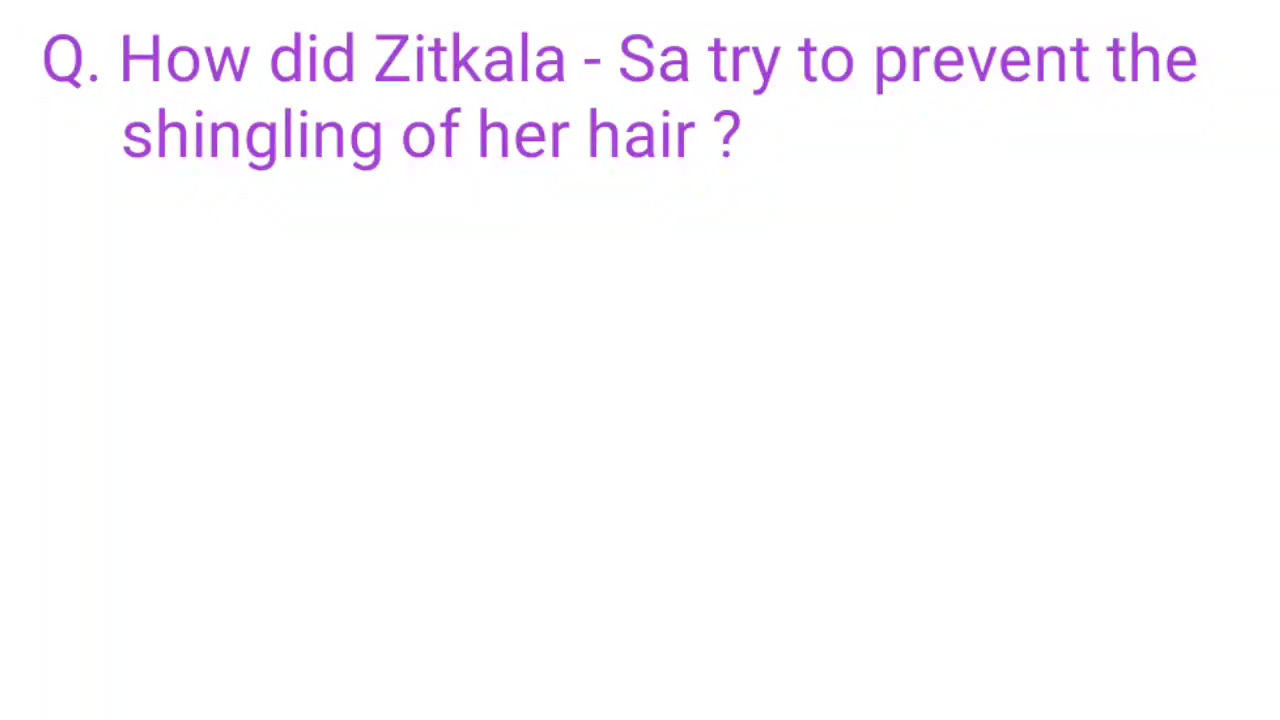 Q. How did Zitkala - Sa try to prevent the
shingling of her hair ?